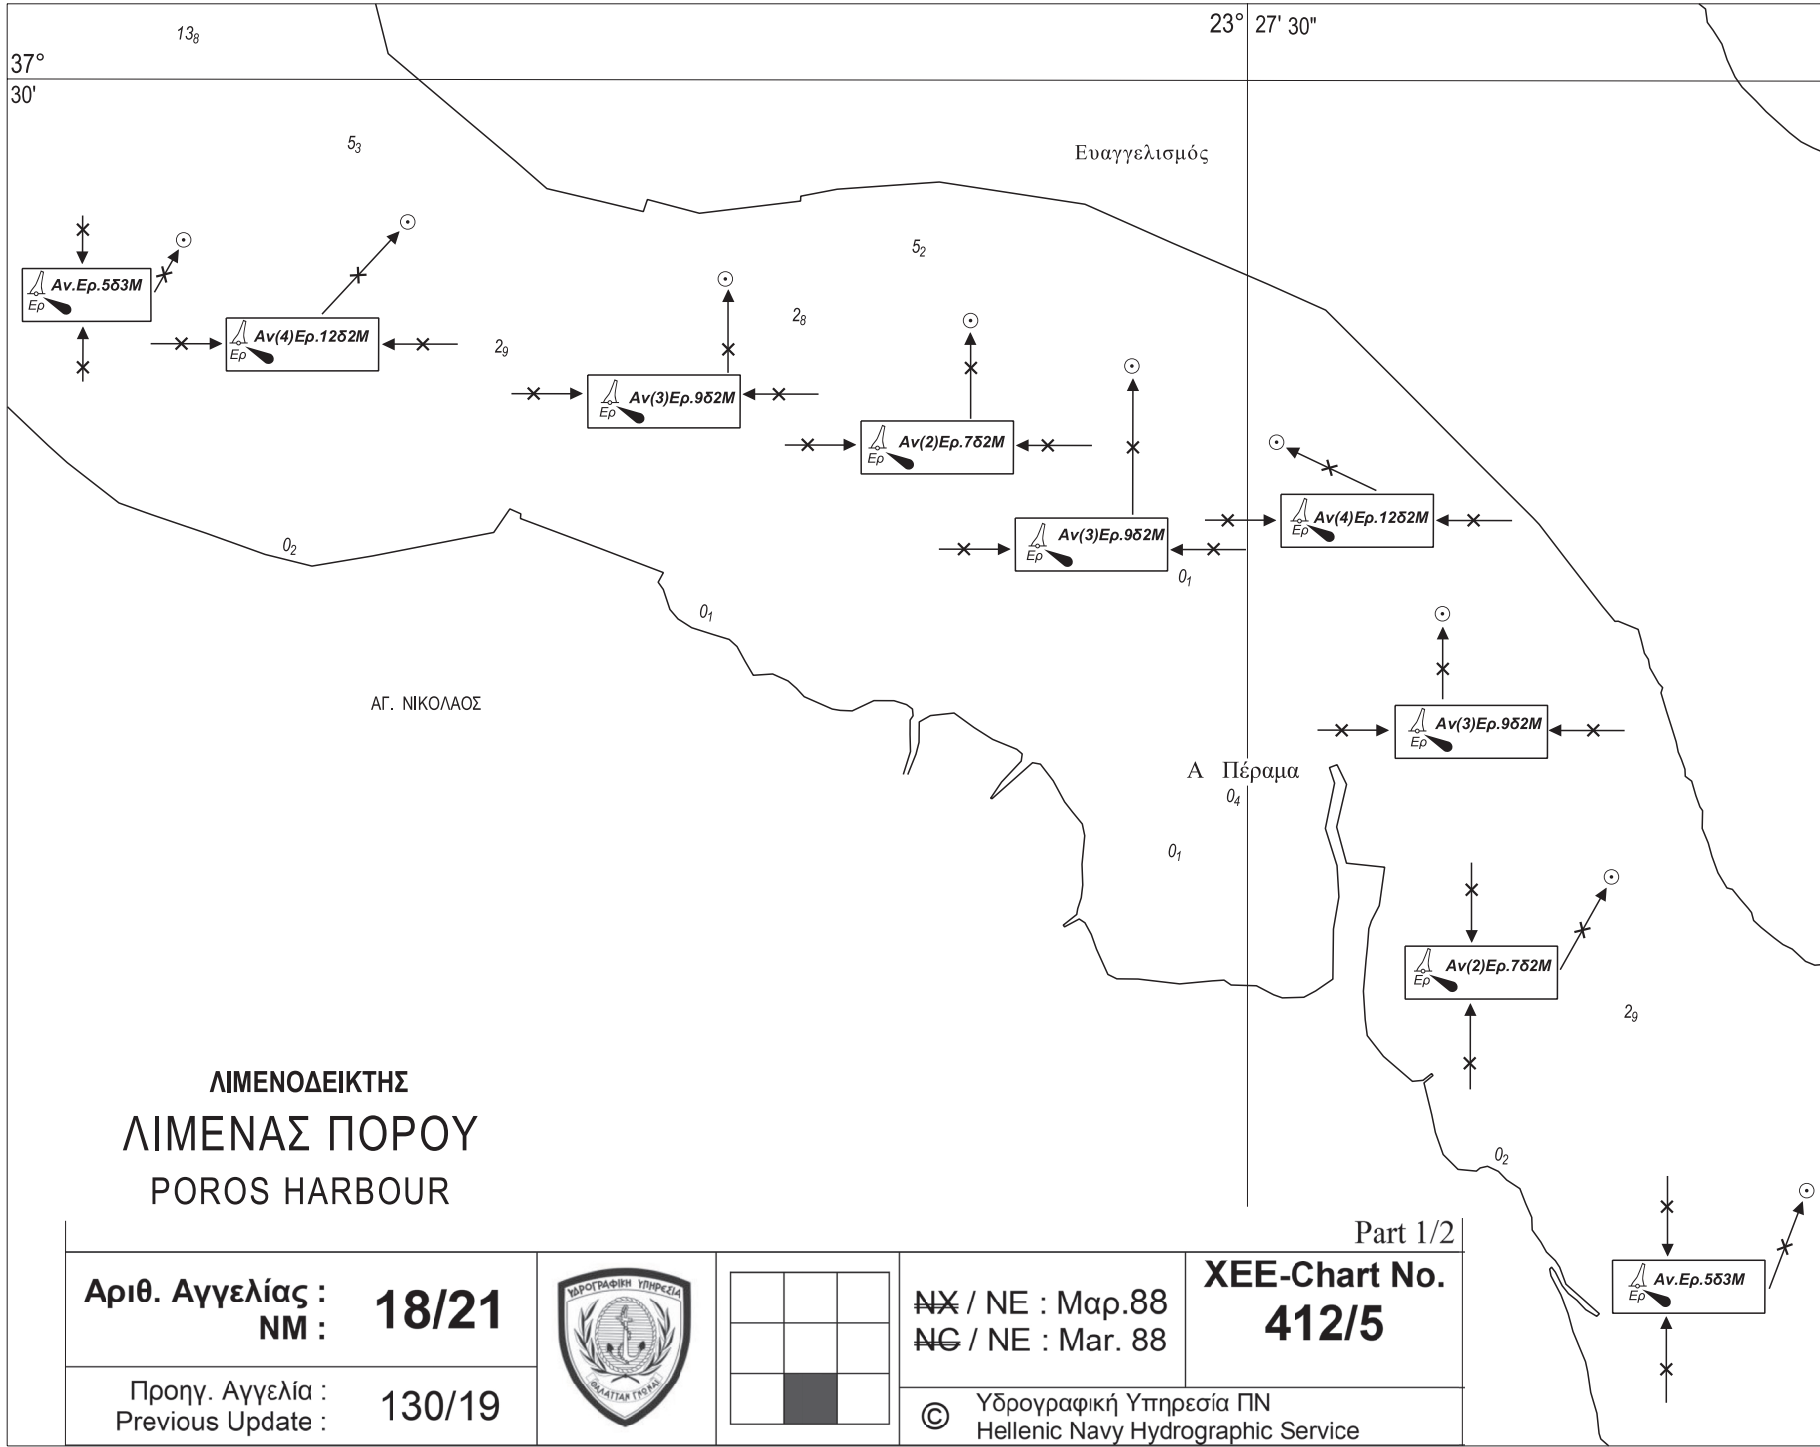 13₈
23° 27' 30"
37°
30'
5₃
Ευαγγελισμός
5₂
Αν.Ερ.5δ3Μ
Ερ
2₈
Αν(4)Ερ.12δ2Μ
Ερ
2₉
Αν(3)Ερ.9δ2Μ
Ερ
Αν(2)Ερ.7δ2Μ
Ερ
Αν(4)Ερ.12δ2Μ
Ερ
Αν(3)Ερ.9δ2Μ
Ερ
0₂
0₁
0₁
ΑΓ. ΝΙΚΟΛΑΟΣ
Αν(3)Ερ.9δ2Μ
Ερ
Α Πέραμα
0₄
0₁
Αν(2)Ερ.7δ2Μ
Ερ
2₉
0₂
Αν.Ερ.5δ3Μ
Ερ
ΛΙΜΕΝΟΔΕΙΚΤΗΣ
ΛΙΜΕΝΑΣ ΠΟΡΟΥ
POROS HARBOUR
Part 1/2
Αριθ. Αγγελίας :
NM :
18/21
Προηγ. Αγγελία :
Previous Update :
130/19
ΥΔΡΟΓΡΑΦΙΚΗ ΥΠΗΡΕΣΙΑ
NX / NE : Μαρ.88
NC / NE : Mar. 88
XEE-Chart No.
412/5
© Υδρογραφική Υπηρεσία ΠΝ
Hellenic Navy Hydrographic Service